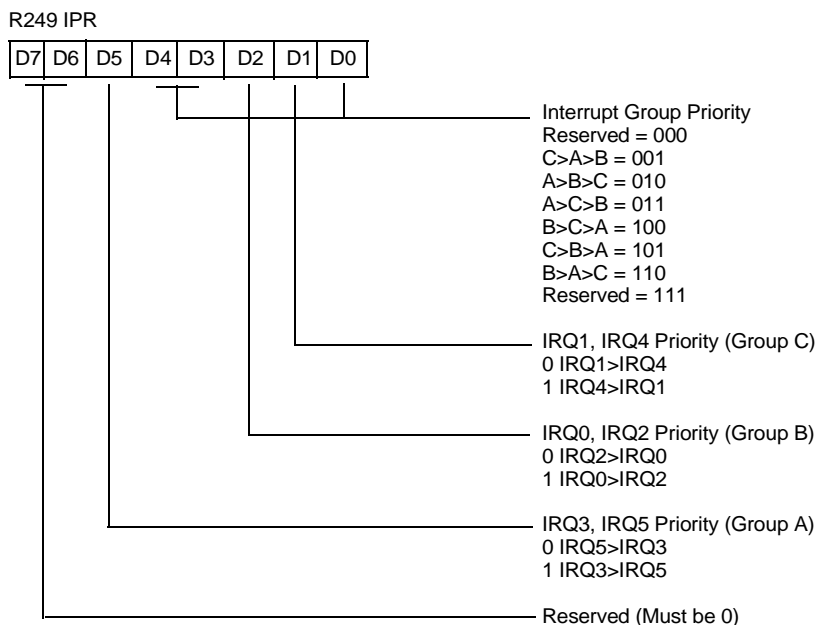 R249 IPR
D7 D6 D5 D4 D3 D2 D1 D0
Interrupt Group Priority
Reserved = 000
C>A>B = 001
A>B>C = 010
A>C>B = 011
B>C>A = 100
C>B>A = 101
B>A>C = 110
Reserved = 111
IRQ1, IRQ4 Priority (Group C)
0 IRQ1>IRQ4
1 IRQ4>IRQ1
IRQ0, IRQ2 Priority (Group B)
0 IRQ2>IRQ0
1 IRQ0>IRQ2
IRQ3, IRQ5 Priority (Group A)
0 IRQ5>IRQ3
1 IRQ3>IRQ5
Reserved (Must be 0)